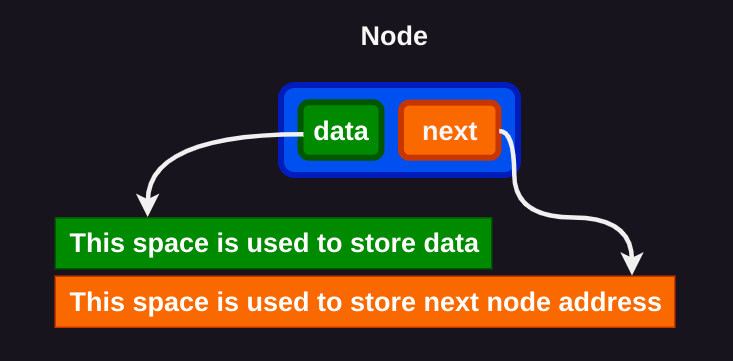 Node
data next
This space is used to store data
This space is used to store next node address